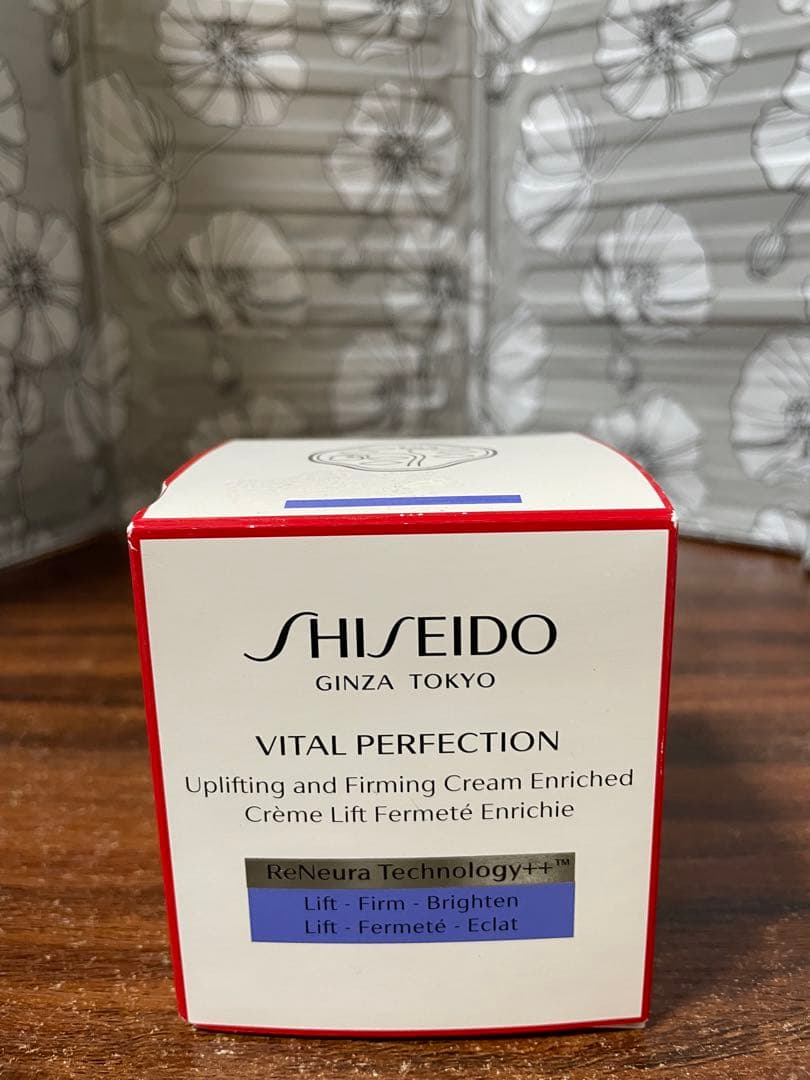 SHISEIDO
GINZA TOKYO
VITAL PERFECTION
Uplifting and Firming Cream Enriched
Crème Lift Fermeté Enrichie
ReNeura Technology++™
Lift - Firm - Brighten
Lift - Fermeté - Eclat